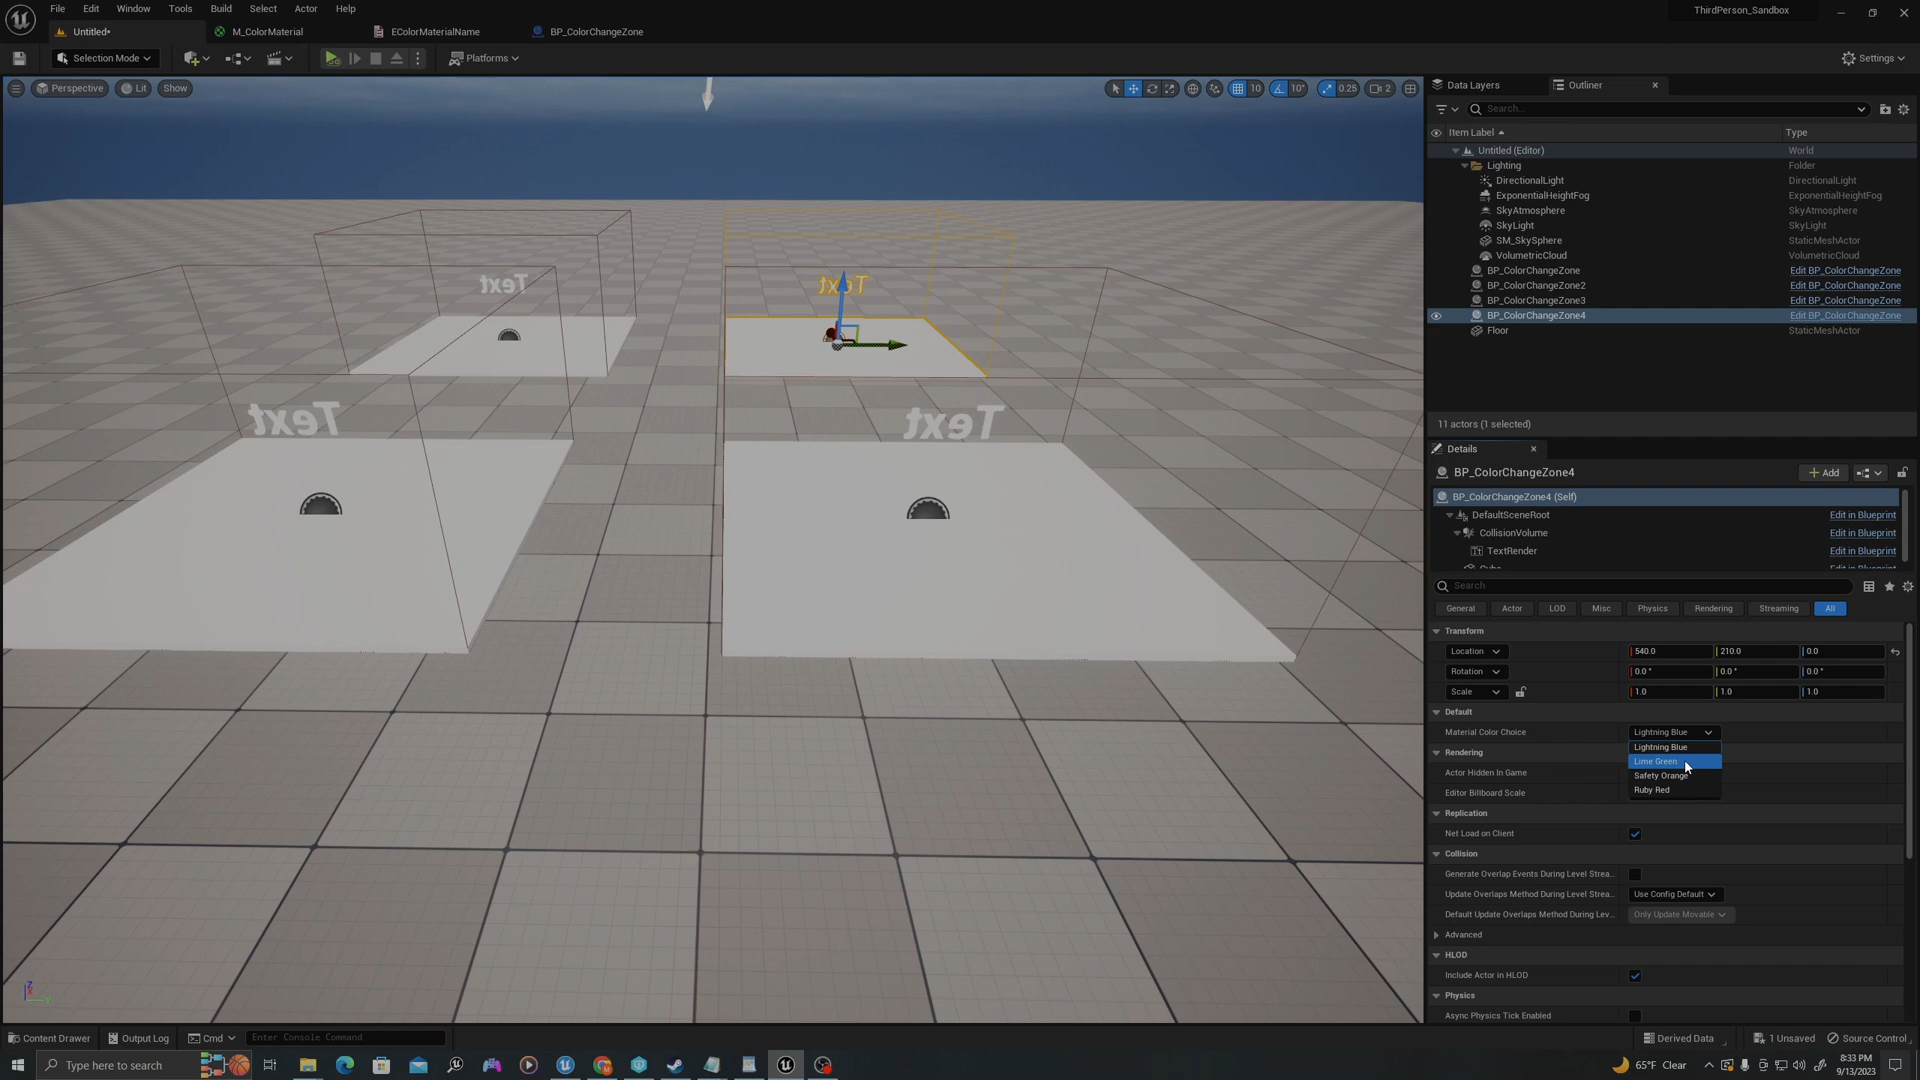 File Edit Window Tools Build Select Actor Help
ThirdPerson_Sandbox
Untitled* M_ColorMaterial EColorMaterialName BP_ColorChangeZone
Selection Mode Platforms Settings
Perspective Lit Show 10 10° 0.25 2
Data Layers Outliner
Search...
Item Label Type
Untitled (Editor) World
Lighting Folder
DirectionalLight DirectionalLight
ExponentialHeightFog ExponentialHeightFog
SkyAtmosphere SkyAtmosphere
SkyLight SkyLight
SM_SkySphere StaticMeshActor
VolumetricCloud VolumetricCloud
BP_ColorChangeZone Edit BP_ColorChangeZone
BP_ColorChangeZone2 Edit BP_ColorChangeZone
BP_ColorChangeZone3 Edit BP_ColorChangeZone
BP_ColorChangeZone4 Edit BP_ColorChangeZone
Floor StaticMeshActor
11 actors (1 selected)
Text Text
Text Text
Details
BP_ColorChangeZone4 Add
BP_ColorChangeZone4 (Self)
DefaultSceneRoot Edit in Blueprint
CollisionVolume Edit in Blueprint
TextRender Edit in Blueprint
Cube Edit in Blueprint
Search
General Actor LOD Misc Physics Rendering Streaming All
Transform
Location 540.0 210.0 0.0
Rotation 0.0° 0.0° 0.0°
Scale 1.0 1.0 1.0
Default
Material Color Choice Lightning Blue
Lightning Blue
Lime Green
Safety Orange
Ruby Red
Rendering
Actor Hidden In Game
Editor Billboard Scale
Replication
Net Load on Client
Collision
Generate Overlap Events During Level Strea...
Update Overlaps Method During Level Strea... Use Config Default
Default Update Overlaps Method During Lev... Only Update Movable
Advanced
HLOD
Include Actor in HLOD
Physics
Async Physics Tick Enabled
Z
Y
Content Drawer Output Log Cmd Enter Console Command Derived Data 1 Unsaved Source Control
Type here to search 65°F Clear 8:33 PM
9/13/2023